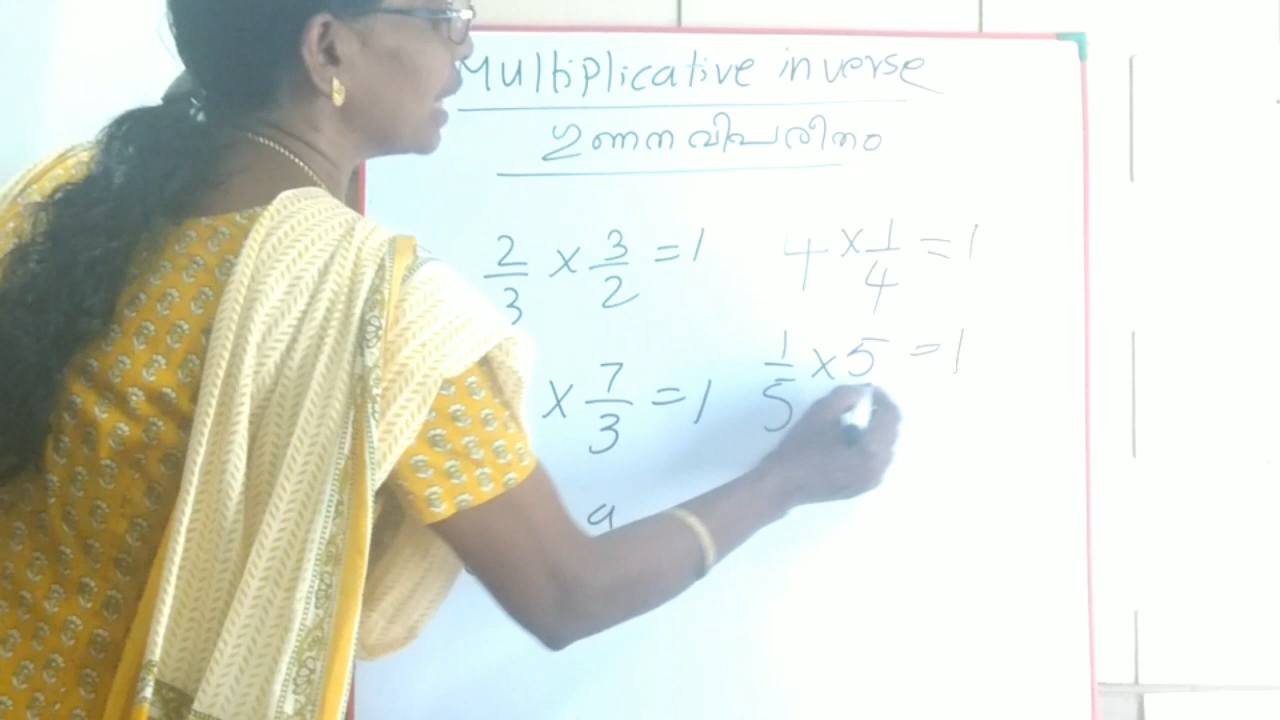 Multiplicative inverse
ഗുണനവിപരീതം
2/3 × 3/2 = 1
4 × 1/4 = 1
× 7/3 = 1
1/5 × 5 = 1
a